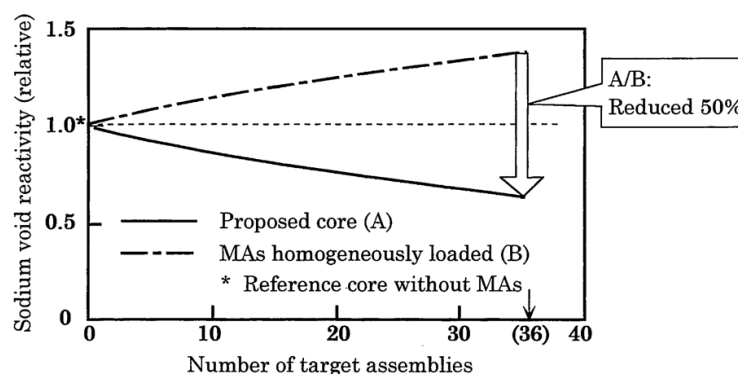 1.5
1.0*
0.5
0
Sodium void reactivity (relative)
A/B:
Reduced 50%
Proposed core (A)
MAs homogeneously loaded (B)
* Reference core without MAs
0 10 20 30 (36) 40
Number of target assemblies